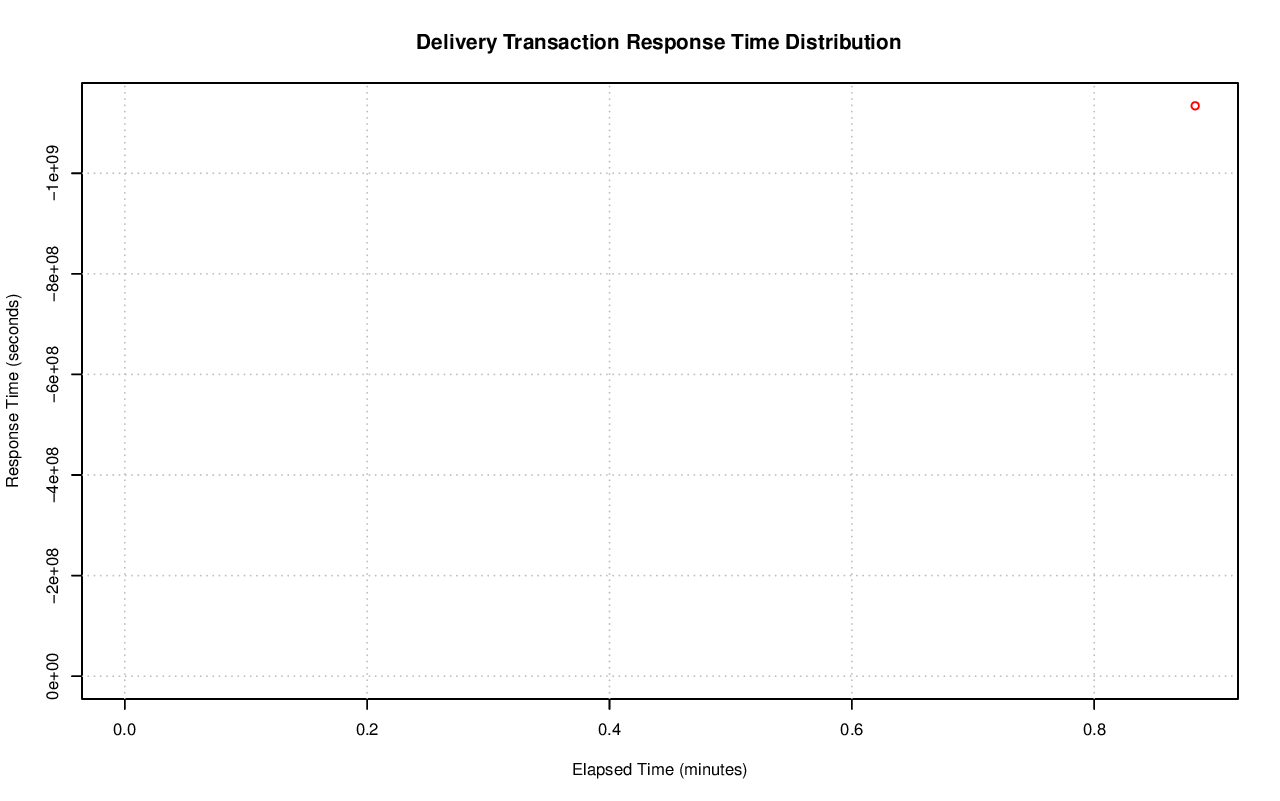 Delivery Transaction Response Time Distribution
Response Time (seconds)
−1e+09
−8e+08
−6e+08
−4e+08
−2e+08
0e+00
0.0 0.2 0.4 0.6 0.8
Elapsed Time (minutes)